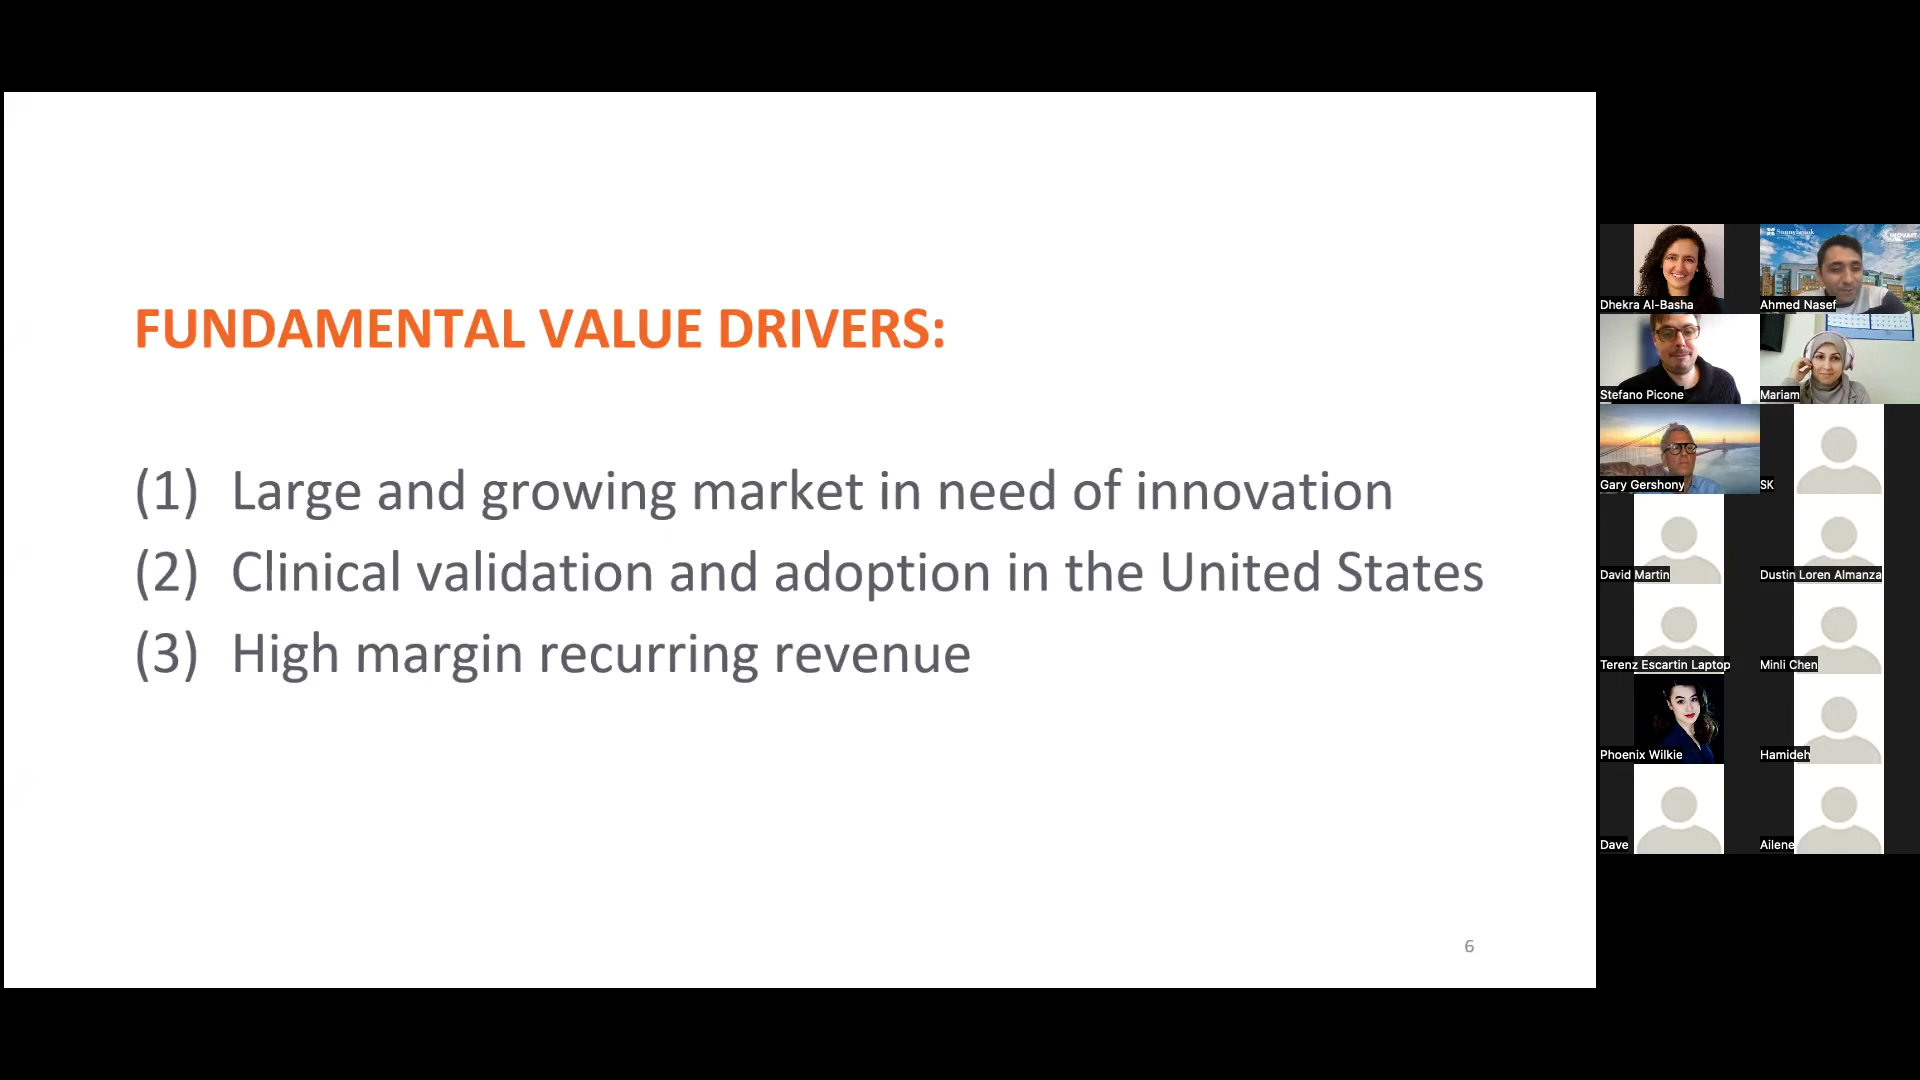 FUNDAMENTAL VALUE DRIVERS:
(1) Large and growing market in need of innovation
(2) Clinical validation and adoption in the United States
(3) High margin recurring revenue
6
Dhekra Al-Basha
Sunnybrook
Ahmed Nasef
Stefano Picone
Mariam
Gary Gershony
SK
David Martin
Dustin Loren Almanza
Terenz Escartin Laptop
Minli Chen
Phoenix Wilkie
Hamideh
Dave
Ailene